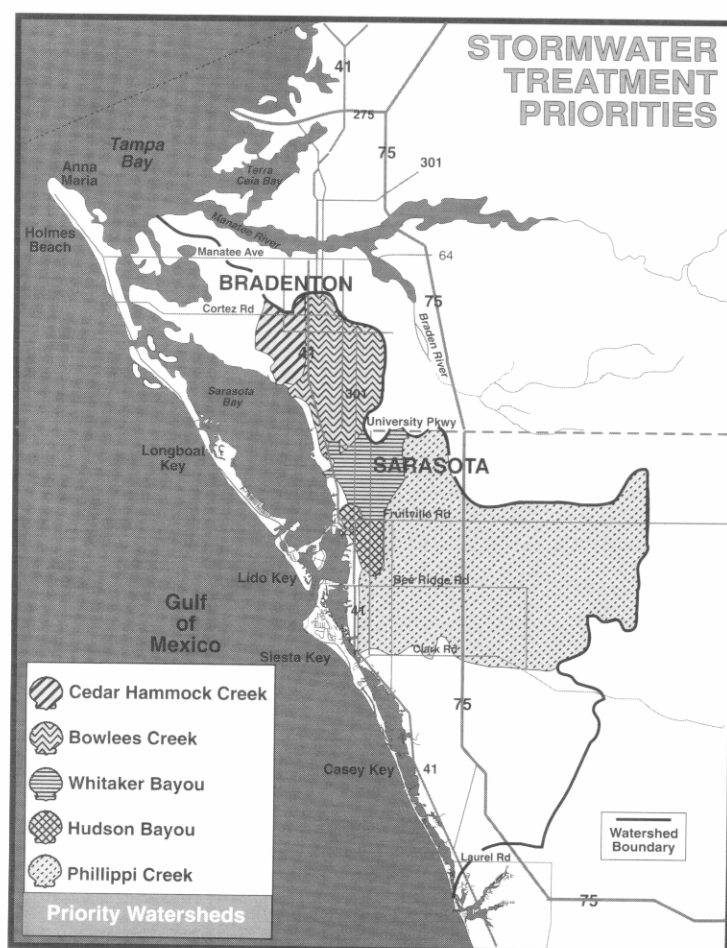 STORMWATER
TREATMENT
PRIORITIES
41
275
75
301
Tampa
Bay
Terra
Ceia Bay
Anna
Maria
Holmes
Beach
Manatee River
Manatee Ave
64
BRADENTON
75
Cortez Rd
Braden River
41
301
Sarasota
Bay
University Pkwy
Longboat
Key
SARASOTA
Fruitville Rd
Lido Key
Bee Ridge Rd
Gulf
of
Mexico
41
Siesta Key
Clark Rd
75
Casey Key
41
Laurel Rd
75
Cedar Hammock Creek
Bowlees Creek
Whitaker Bayou
Hudson Bayou
Phillippi Creek
Priority Watersheds
Watershed
Boundary